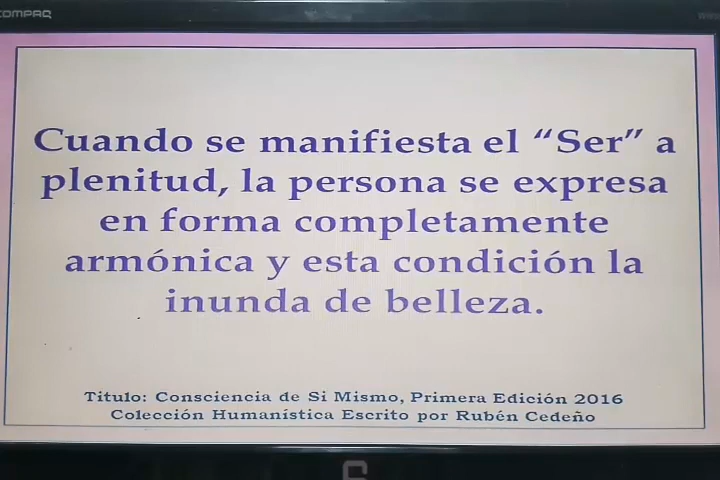 COMPAQ
Cuando se manifiesta el “Ser” a
plenitud, la persona se expresa
en forma completamente
armónica y esta condición la
inunda de belleza.
Titulo: Consciencia de Si Mismo, Primera Edición 2016
Colección Humanística Escrito por Rubén Cedeño